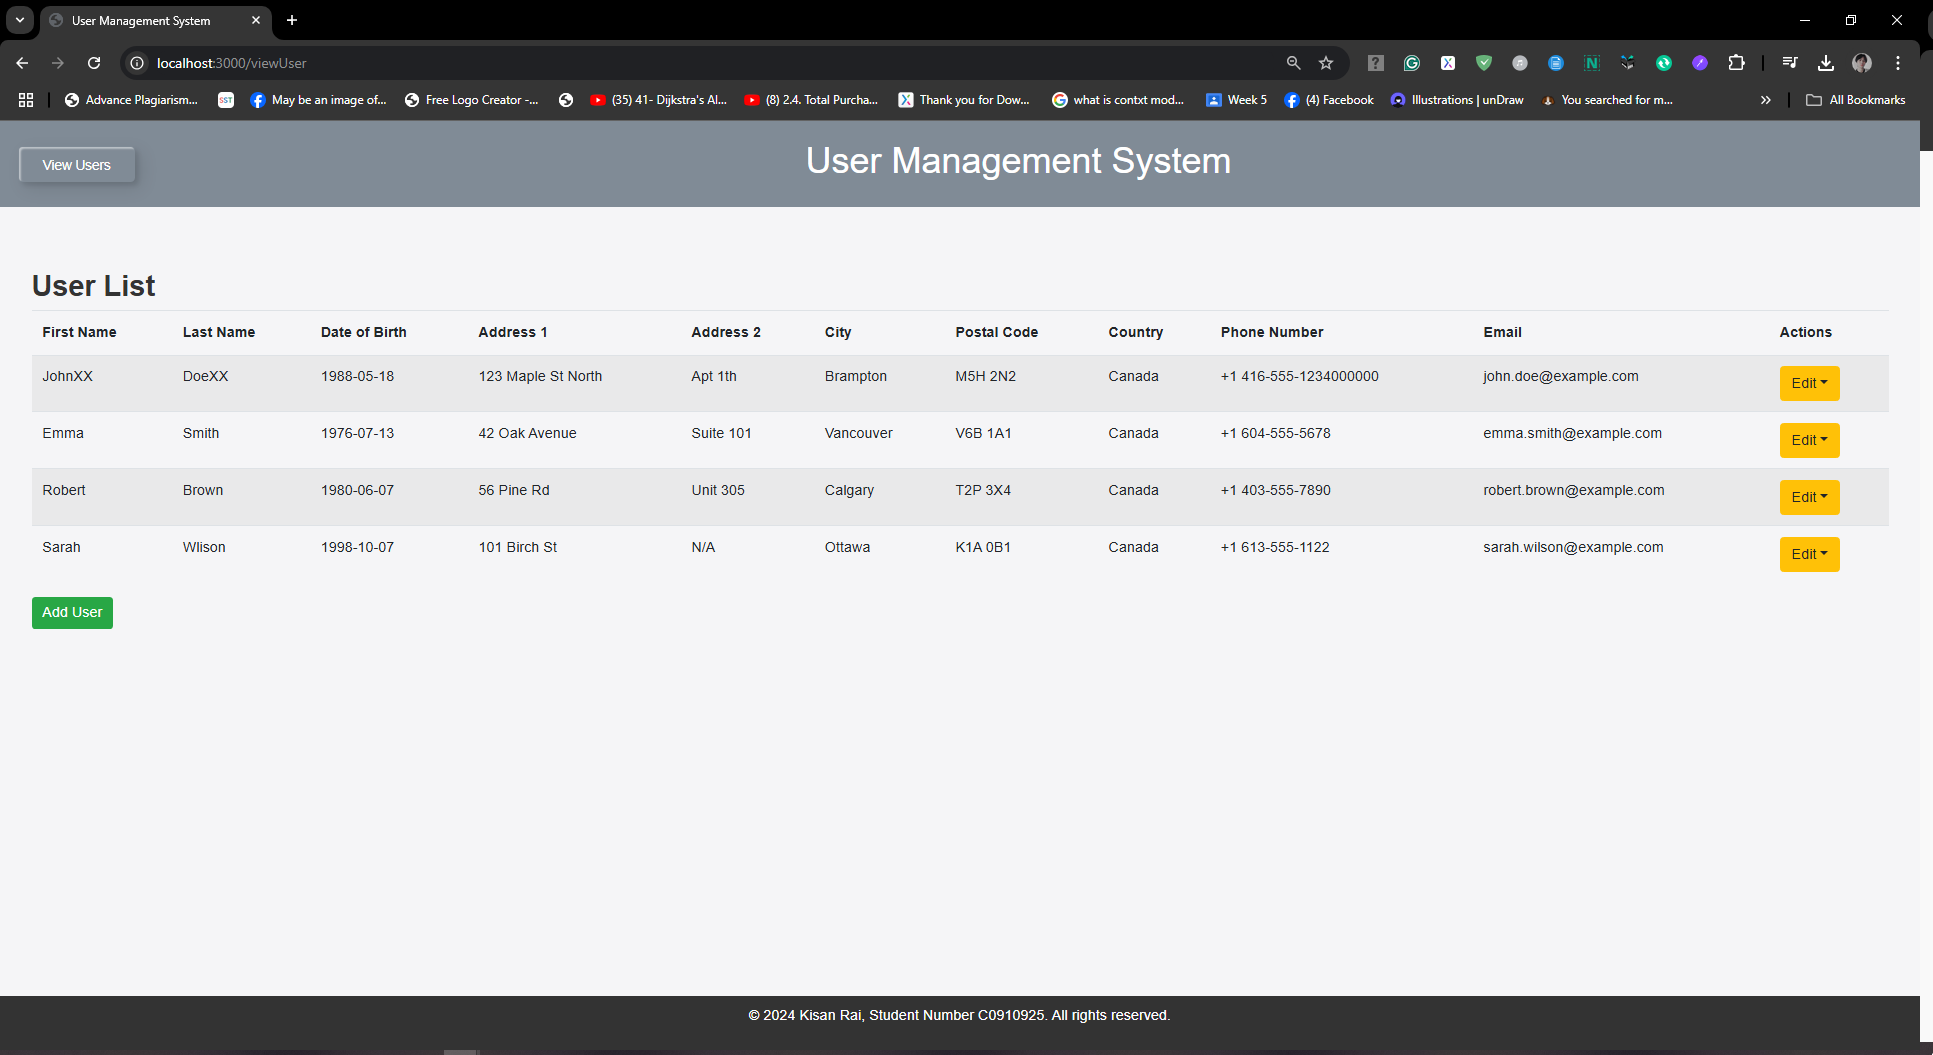 User Management System
localhost:3000/viewUser
Advance Plagiarism... SST May be an image of... Free Logo Creator -... (35) 41- Dijkstra's Al... (8) 2.4. Total Purcha... Thank you for Dow... what is contxt mod... Week 5 (4) Facebook Illustrations | unDraw You searched for m... All Bookmarks
View Users
User Management System
User List
First Name Last Name Date of Birth Address 1 Address 2 City Postal Code Country Phone Number Email Actions
JohnXX DoeXX 1988-05-18 123 Maple St North Apt 1th Brampton M5H 2N2 Canada +1 416-555-1234000000 john.doe@example.com Edit
Emma Smith 1976-07-13 42 Oak Avenue Suite 101 Vancouver V6B 1A1 Canada +1 604-555-5678 emma.smith@example.com Edit
Robert Brown 1980-06-07 56 Pine Rd Unit 305 Calgary T2P 3X4 Canada +1 403-555-7890 robert.brown@example.com Edit
Sarah Wlison 1998-10-07 101 Birch St N/A Ottawa K1A 0B1 Canada +1 613-555-1122 sarah.wilson@example.com Edit
Add User
© 2024 Kisan Rai, Student Number C0910925. All rights reserved.